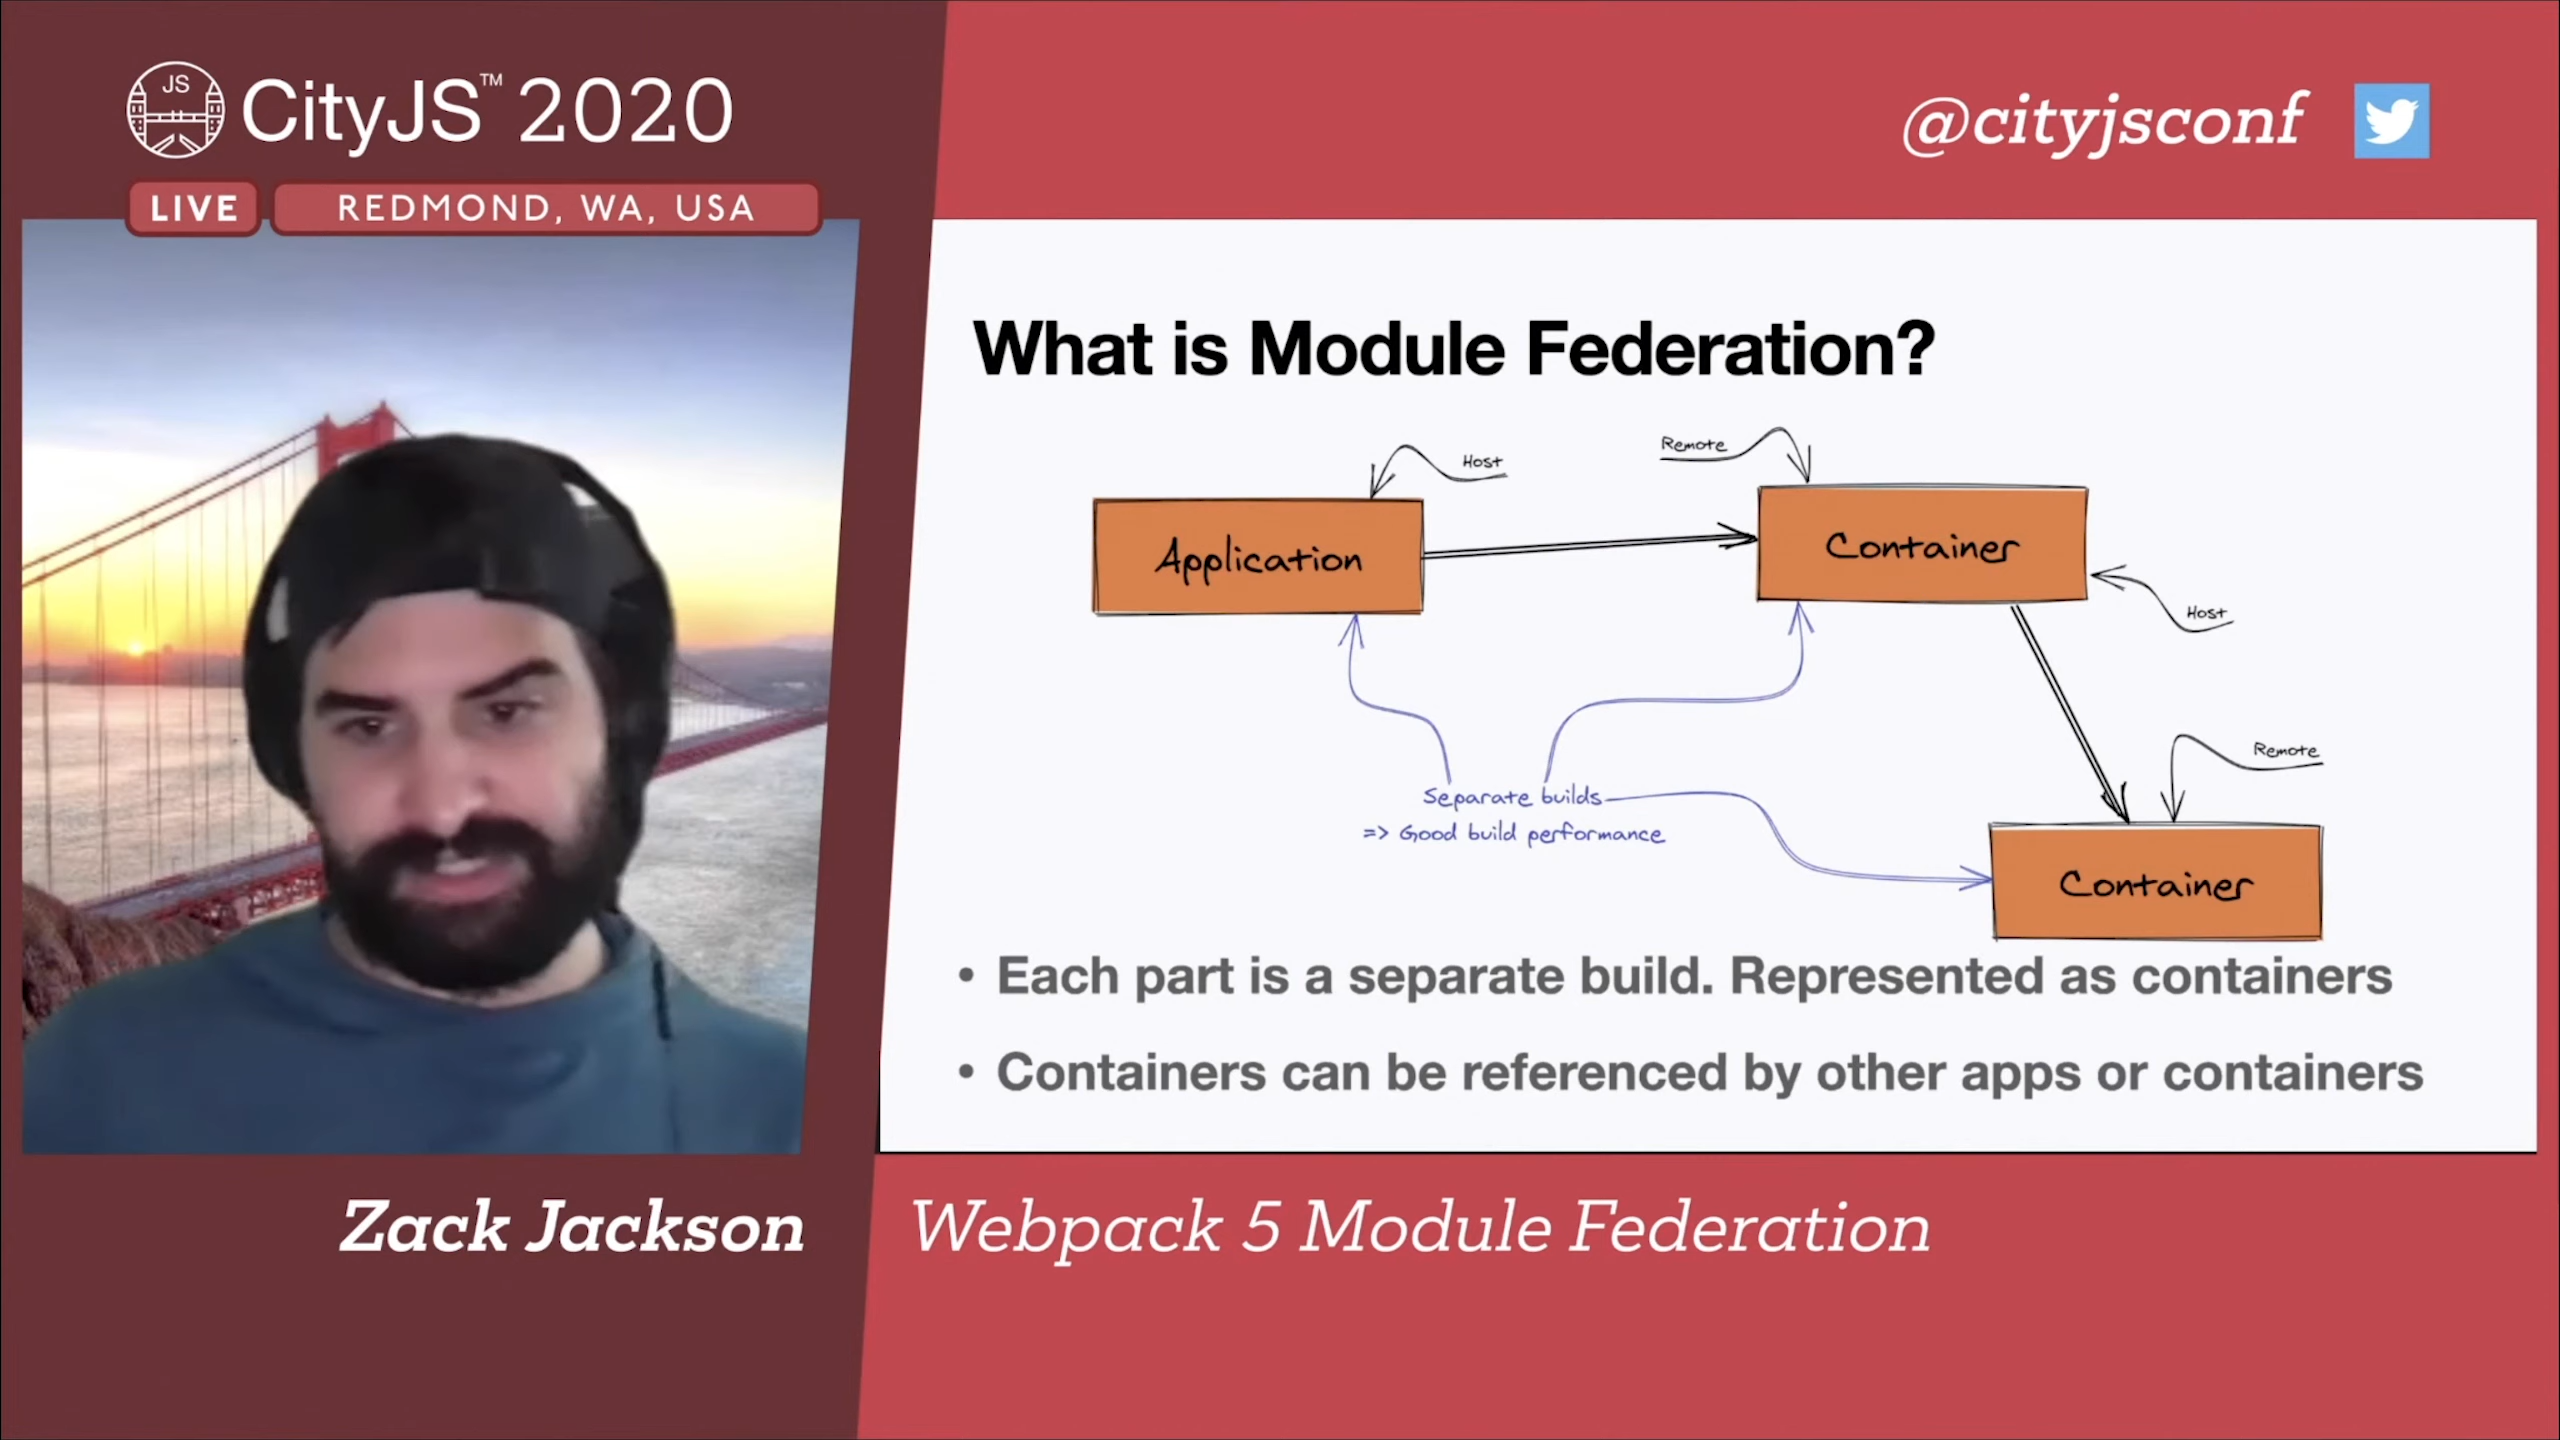 JS
CityJS™ 2020
LIVE
REDMOND, WA, USA
@cityjsconf
What is Module Federation?
Host
Remote
Application
Container
Host
Remote
Separate builds
=> Good build performance
Container
• Each part is a separate build. Represented as containers
• Containers can be referenced by other apps or containers
Zack Jackson
Webpack 5 Module Federation